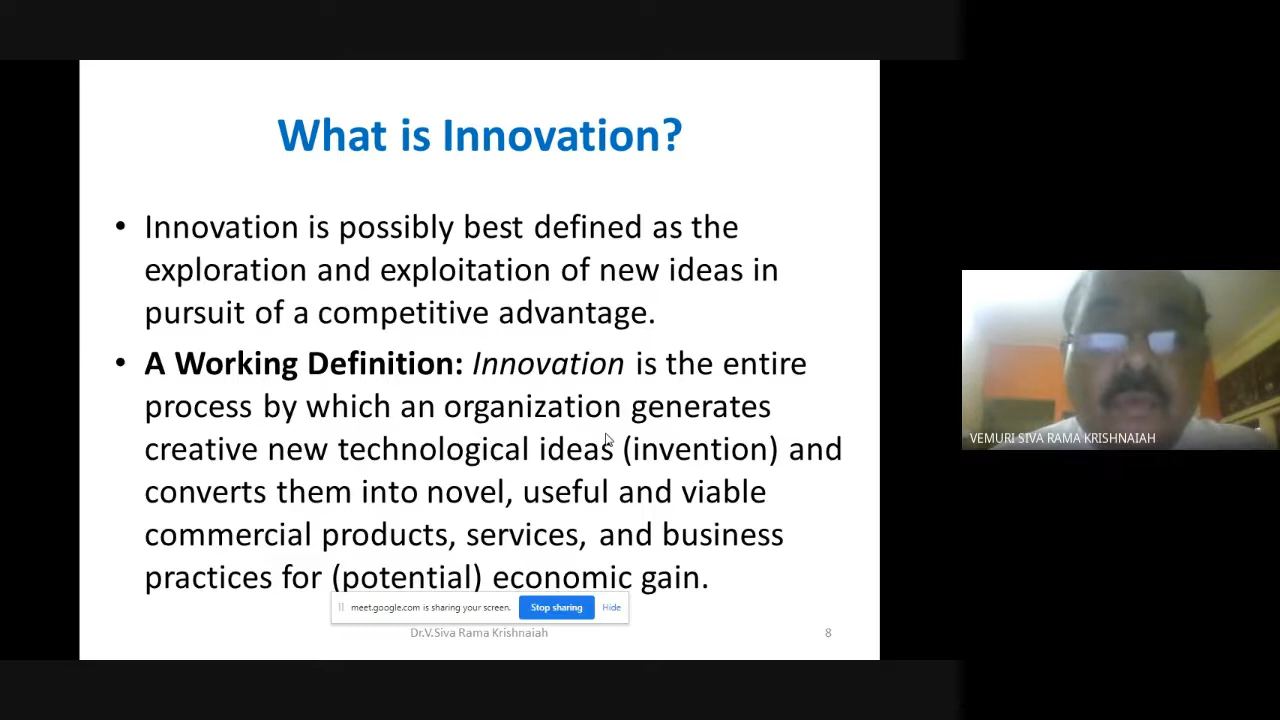 What is Innovation?
• Innovation is possibly best defined as the
exploration and exploitation of new ideas in
pursuit of a competitive advantage.
• A Working Definition: Innovation is the entire
process by which an organization generates
creative new technological ideas (invention) and
converts them into novel, useful and viable
commercial products, services, and business
practices for (potential) economic gain.
meet.google.com is sharing your screen. Stop sharing Hide
Dr.V.Siva Rama Krishnaiah 8
VEMURI SIVA RAMA KRISHNAIAH